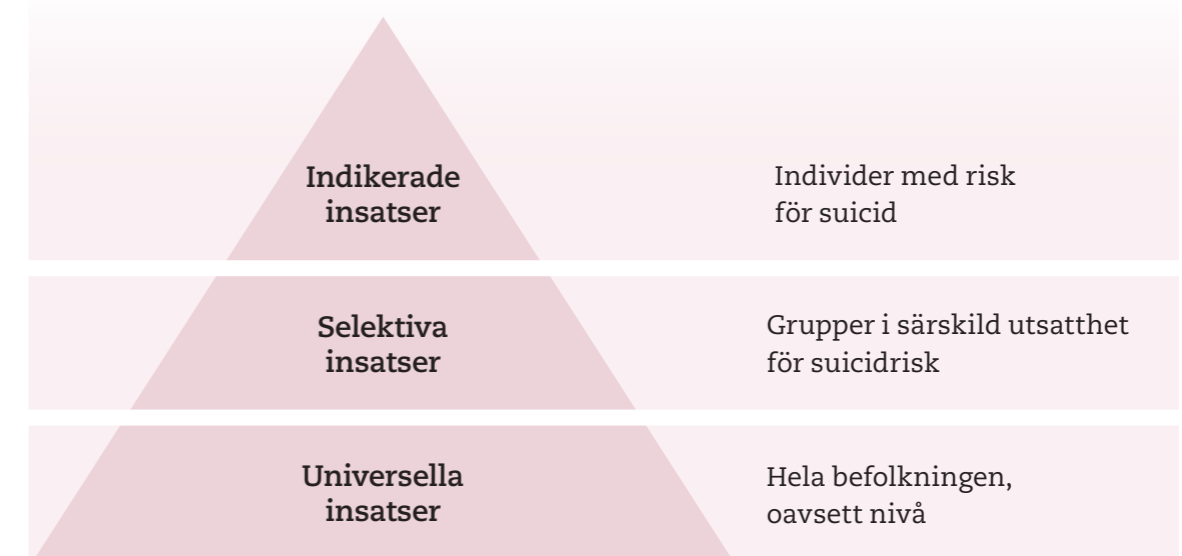 Indikerade
insatser
Individer med risk
för suicid
Selektiva
insatser
Grupper i särskild utsatthet
för suicidrisk
Universella
insatser
Hela befolkningen,
oavsett nivå